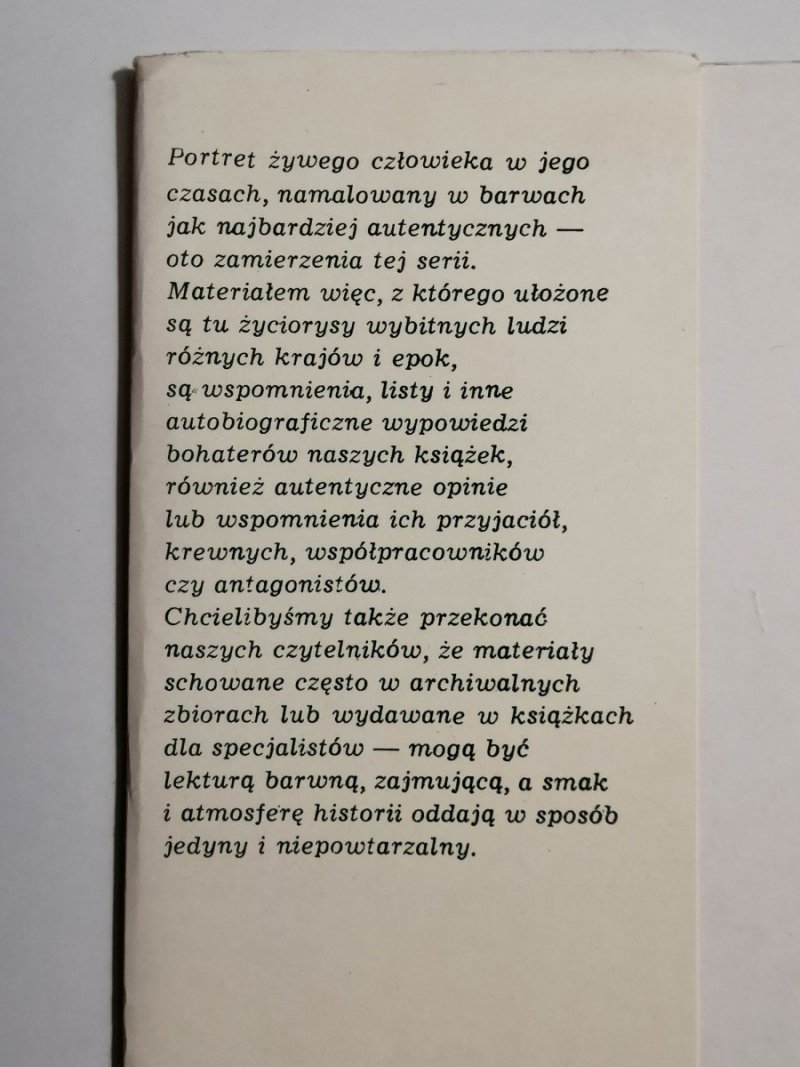 Portret żywego człowieka w jego
czasach, namalowany w barwach
jak najbardziej autentycznych —
oto zamierzenia tej serii.
Materiałem więc, z którego ułożone
są tu życiorysy wybitnych ludzi
różnych krajów i epok,
są wspomnienia, listy i inne
autobiograficzne wypowiedzi
bohaterów naszych książek,
również autentyczne opinie
lub wspomnienia ich przyjaciół,
krewnych, współpracowników
czy antagonistów.
Chcielibyśmy także przekonać
naszych czytelników, że materiały
schowane często w archiwalnych
zbiorach lub wydawane w książkach
dla specjalistów — mogą być
lekturą barwną, zajmującą, a smak
i atmosferę historii oddają w sposób
jedyny i niepowtarzalny.